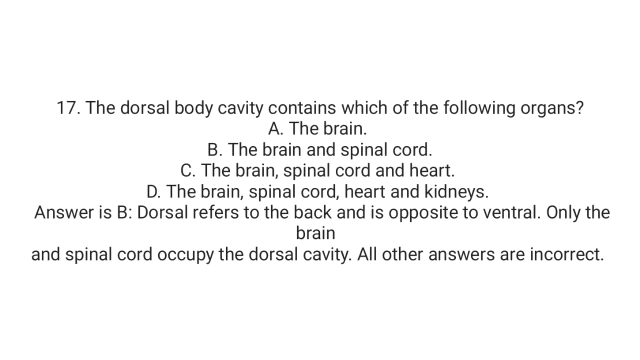 17. The dorsal body cavity contains which of the following organs?
A. The brain.
B. The brain and spinal cord.
C. The brain, spinal cord and heart.
D. The brain, spinal cord, heart and kidneys.
Answer is B: Dorsal refers to the back and is opposite to ventral. Only the
brain
and spinal cord occupy the dorsal cavity. All other answers are incorrect.